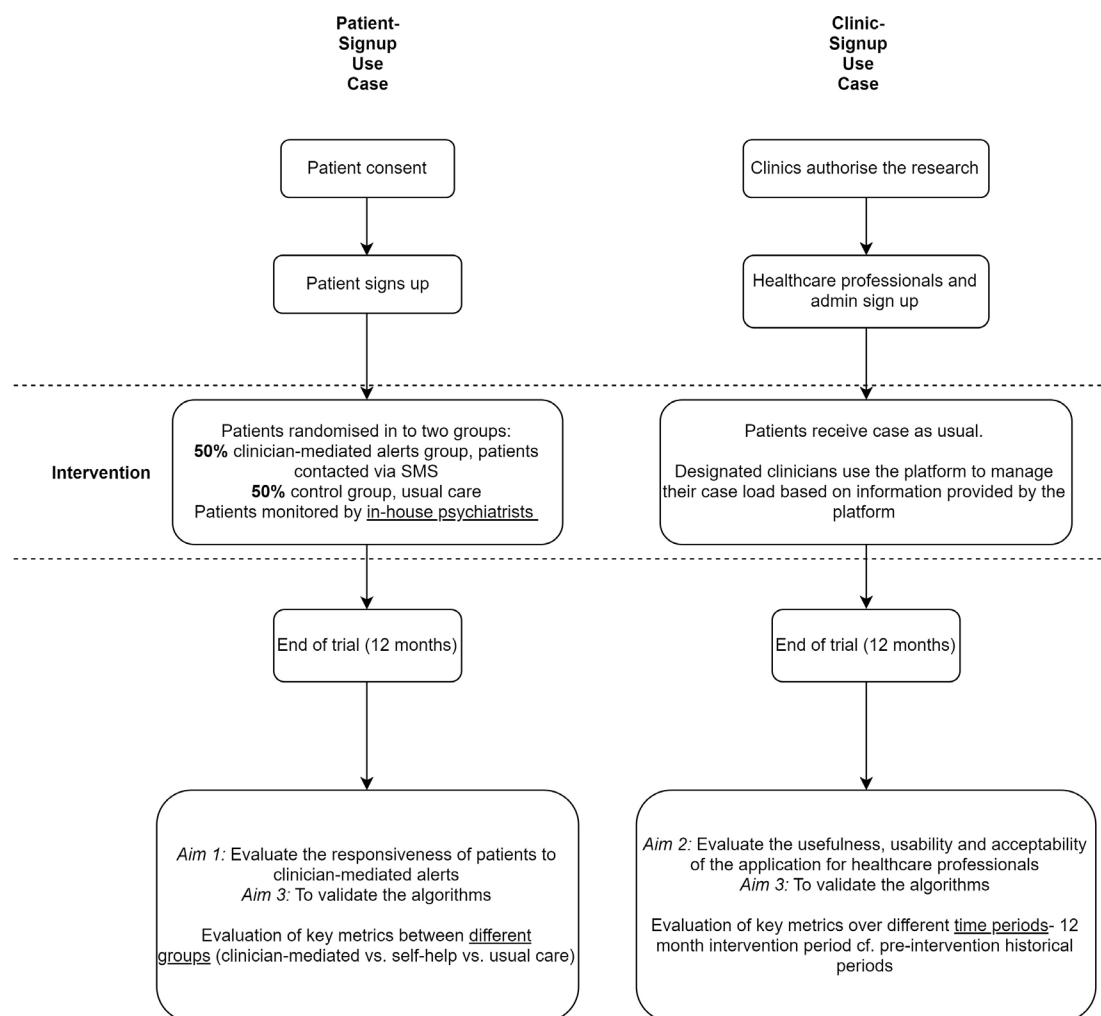 Patient-
Signup
Use
Case
Clinic-
Signup
Use
Case
Patient consent
Clinics authorise the research
Patient signs up
Healthcare professionals and
admin sign up
Intervention
Patients randomised in to two groups:
50% clinician-mediated alerts group, patients
contacted via SMS
50% control group, usual care
Patients monitored by in-house psychiatrists
Patients receive case as usual.
Designated clinicians use the platform to manage
their case load based on information provided by the
platform
End of trial (12 months)
End of trial (12 months)
Aim 1: Evaluate the responsiveness of patients to
clinician-mediated alerts
Aim 3: To validate the algorithms
Evaluation of key metrics between different
groups (clinician-mediated vs. self-help vs. usual care)
Aim 2: Evaluate the usefulness, usability and acceptability
of the application for healthcare professionals
Aim 3: To validate the algorithms
Evaluation of key metrics over different time periods- 12
month intervention period cf. pre-intervention historical
periods